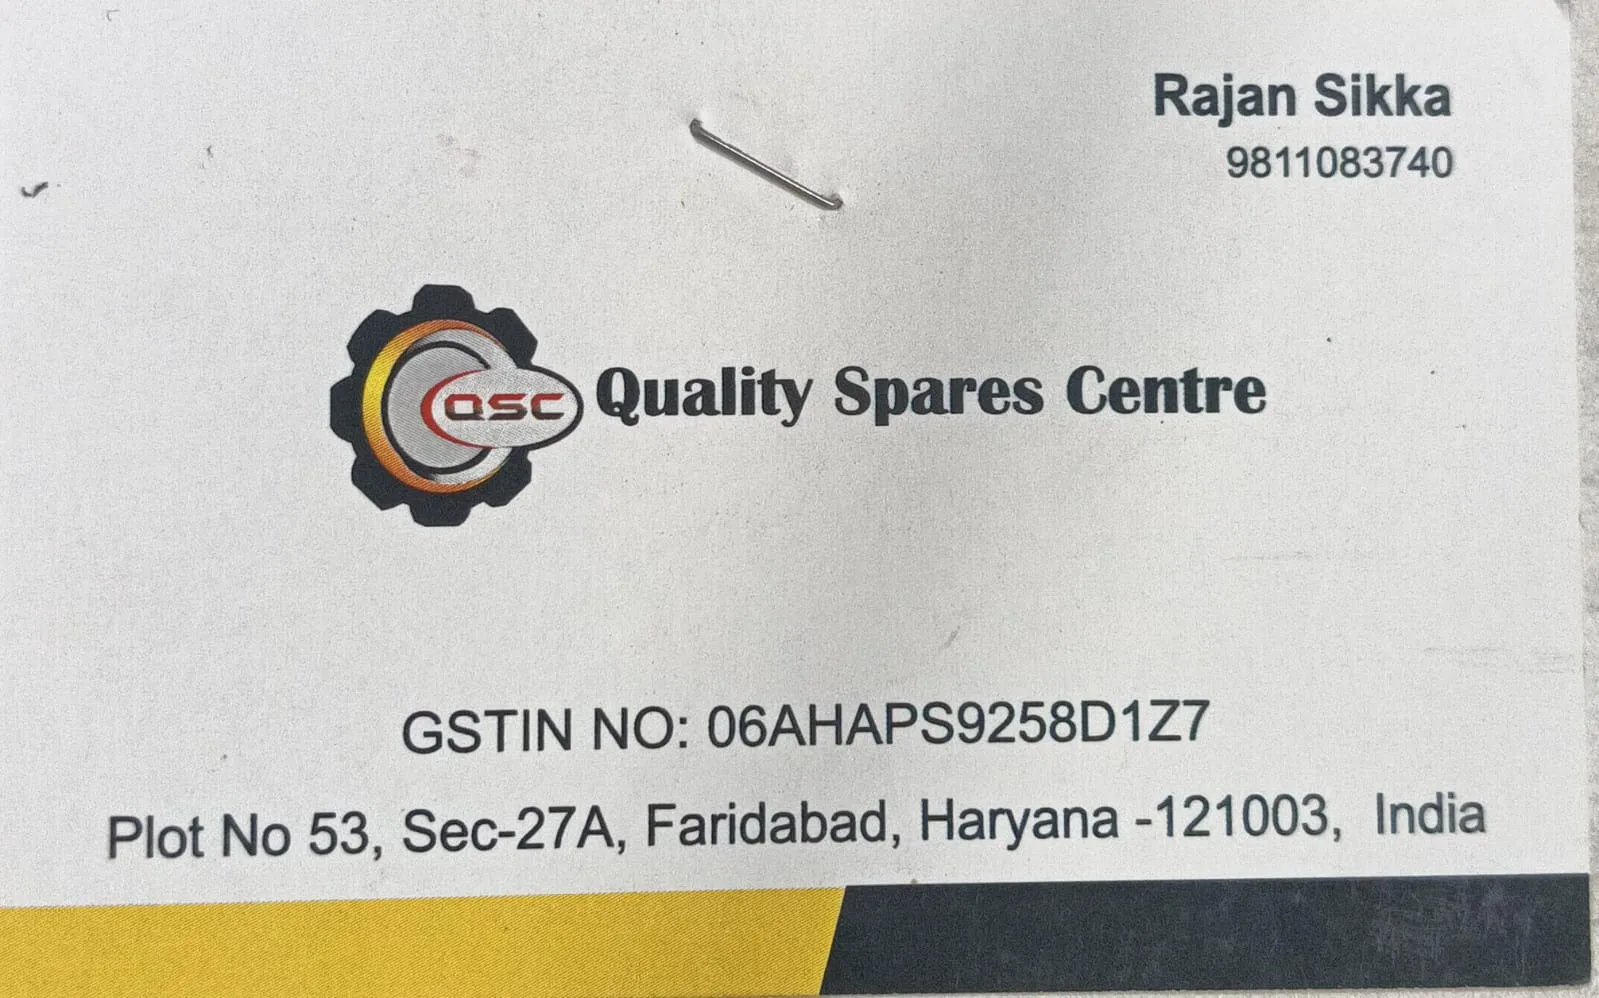 Rajan Sikka
9811083740
QSC
Quality Spares Centre
GSTIN NO: 06AHAPS9258D1Z7
Plot No 53, Sec-27A, Faridabad, Haryana -121003, India